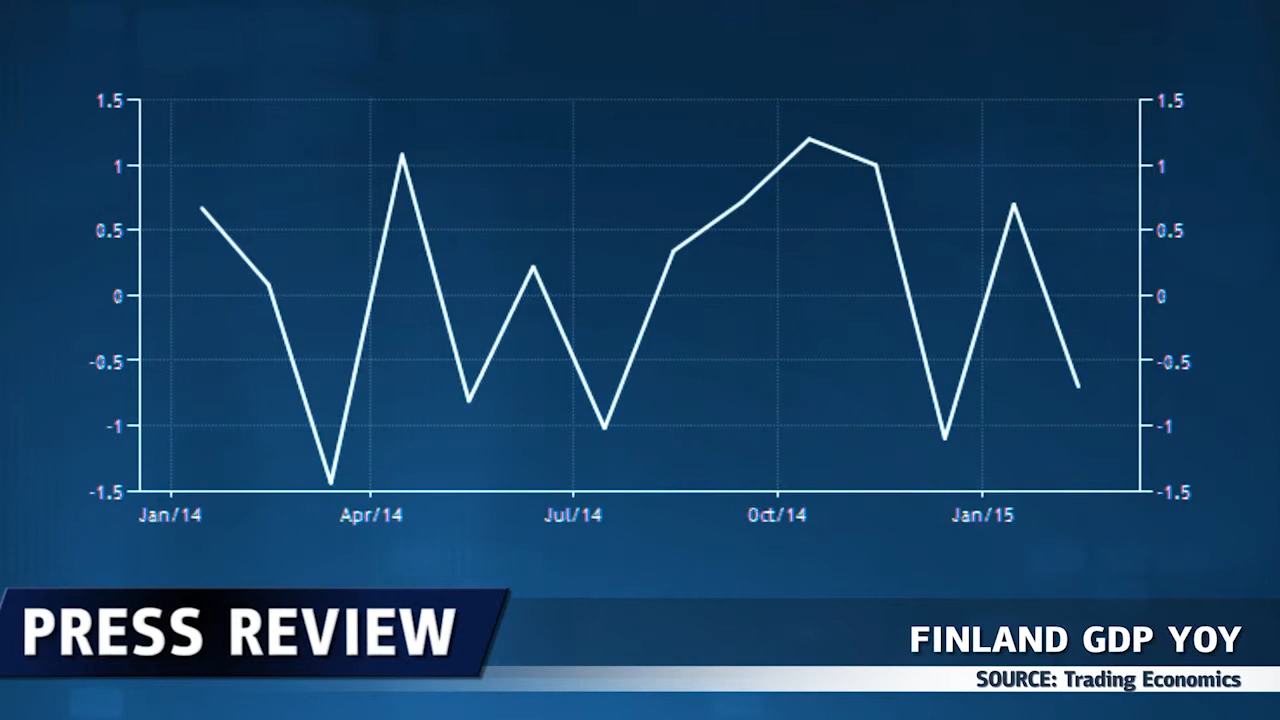 1.5 1.5
1 1
0.5 0.5
0 0
-0.5 -0.5
-1 -1
-1.5 -1.5
Jan/14 Apr/14 Jul/14 Oct/14 Jan/15
PRESS REVIEW
FINLAND GDP YOY
SOURCE: Trading Economics